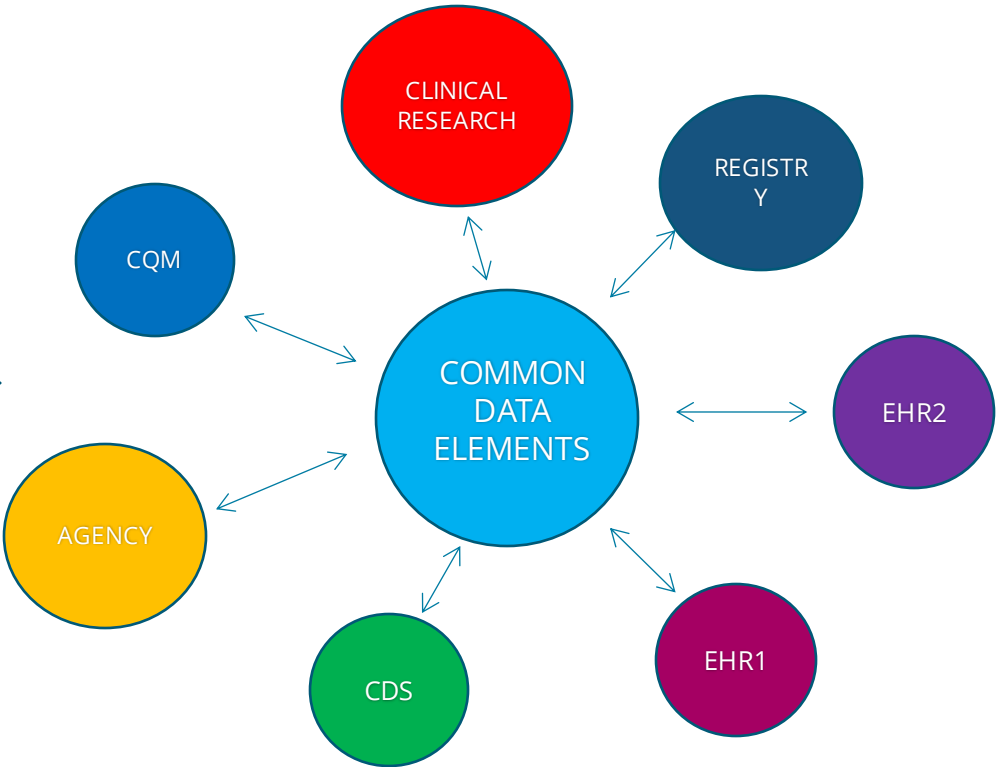 CLINICAL
RESEARCH
REGISTR
Y
CQM
COMMON
DATA
ELEMENTS
EHR2
AGENCY
EHR1
CDS